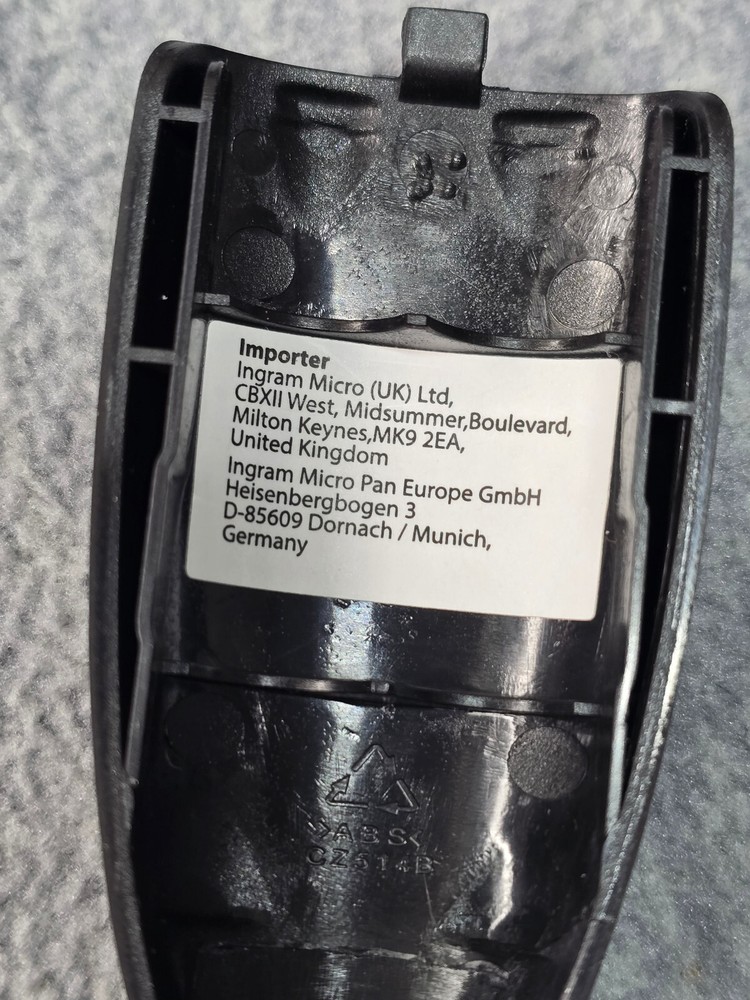 Importer
Ingram Micro (UK) Ltd,
CBXII West, Midsummer,Boulevard,
Milton Keynes,MK9 2EA,
United Kingdom
Ingram Micro Pan Europe GmbH
Heisenbergbogen 3
D-85609 Dornach / Munich,
Germany
>ABS<